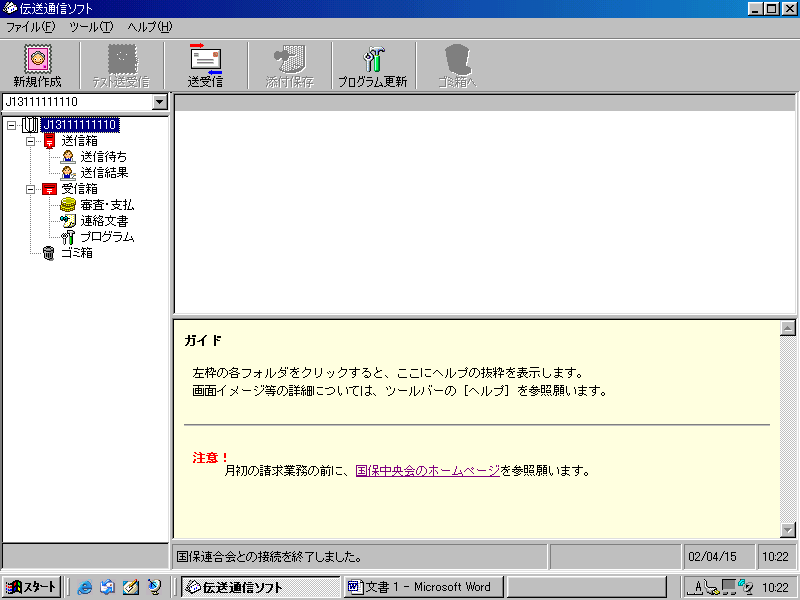 伝送通信ソフト
ファイル(F) ツール(T) ヘルプ(H)
新規作成 テスト送受信 送受信 添付保存 プログラム更新 ゴミ箱へ
J13111111110
J13111111110
送信箱
送信待ち
送信結果
受信箱
審査・支払
連絡文書
プログラム
ゴミ箱
ガイド
左枠の各フォルダをクリックすると、ここにヘルプの抜粋を表示します。
画面イメージ等の詳細については、ツールバーの［ヘルプ］を参照願います。
注意！
月初の請求業務の前に、国保中央会のホームページを参照願います。
国保連合会との接続を終了しました。 02/04/15 10:22
スタート 伝送通信ソフト 文書 1 - Microsoft Word A 10:22